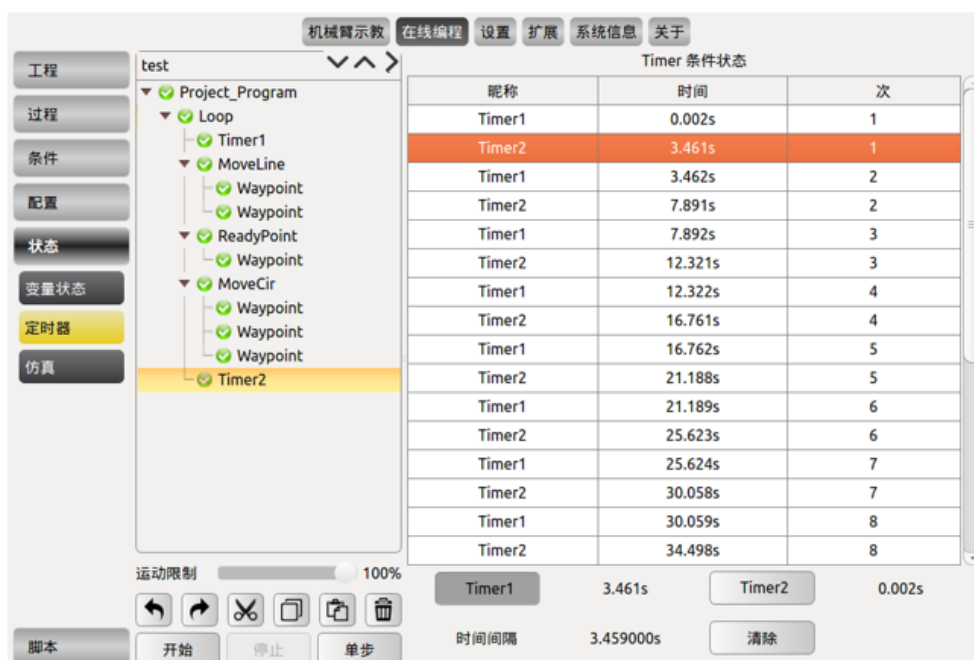 机械臂示教 在线编程 设置 扩展 系统信息 关于
工程
过程
条件
配置
状态
变量状态
定时器
仿真
脚本
test
Project_Program
Loop
Timer1
MoveLine
Waypoint
Waypoint
ReadyPoint
Waypoint
MoveCir
Waypoint
Waypoint
Waypoint
Timer2
运动限制 100%
开始 停止 单步
Timer 条件状态
昵称 时间 次
Timer1 0.002s 1
Timer2 3.461s 1
Timer1 3.462s 2
Timer2 7.891s 2
Timer1 7.892s 3
Timer2 12.321s 3
Timer1 12.322s 4
Timer2 16.761s 4
Timer1 16.762s 5
Timer2 21.188s 5
Timer1 21.189s 6
Timer2 25.623s 6
Timer1 25.624s 7
Timer2 30.058s 7
Timer1 30.059s 8
Timer2 34.498s 8
Timer1 3.461s Timer2 0.002s
时间间隔 3.459000s 清除